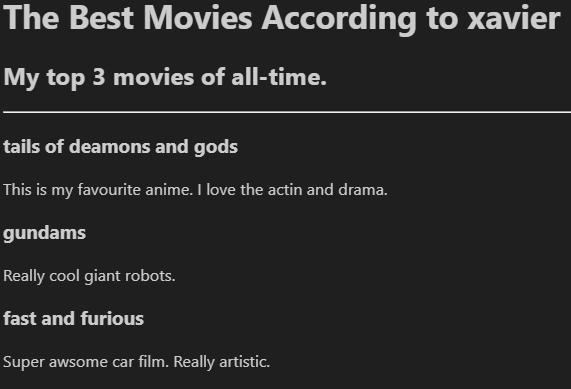 The Best Movies According to xavier
My top 3 movies of all-time.
tails of deamons and gods
This is my favourite anime. I love the actin and drama.
gundams
Really cool giant robots.
fast and furious
Super awsome car film. Really artistic.